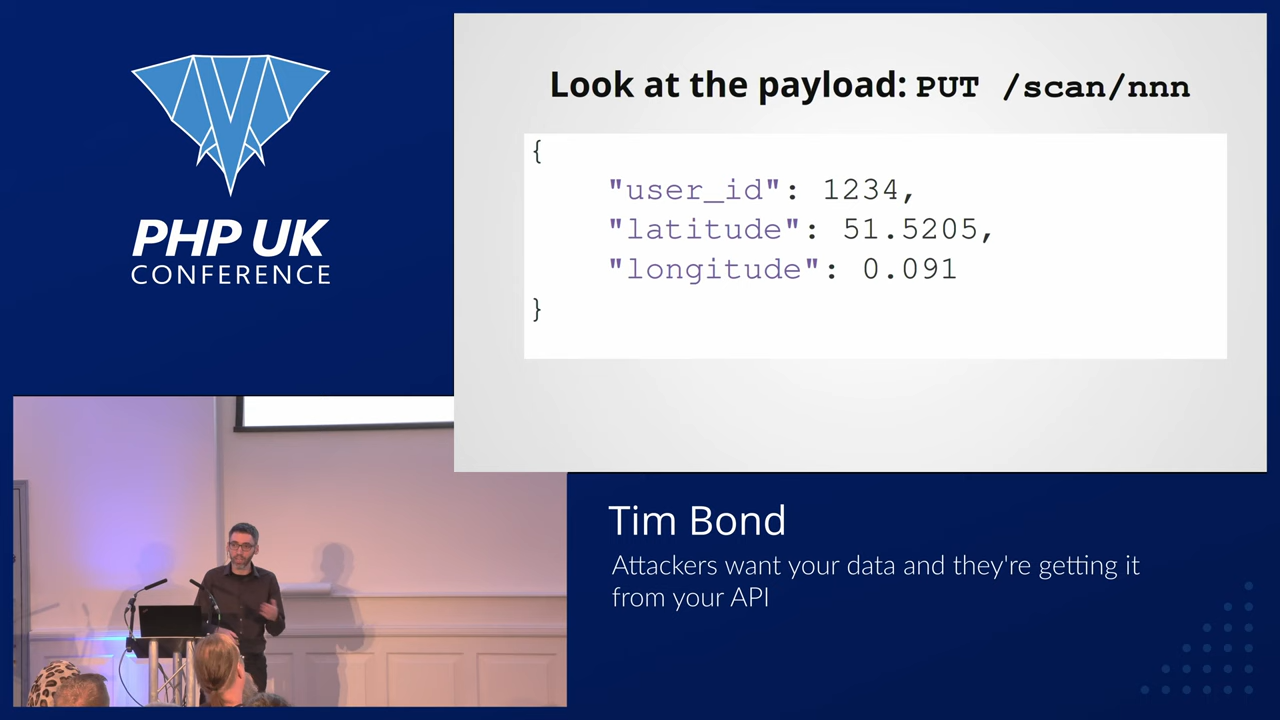 PHP UK
CONFERENCE
Look at the payload: PUT /scan/nnn
{
"user_id": 1234,
"latitude": 51.5205,
"longitude": 0.091
}
Tim Bond
Attackers want your data and they're getting it
from your API